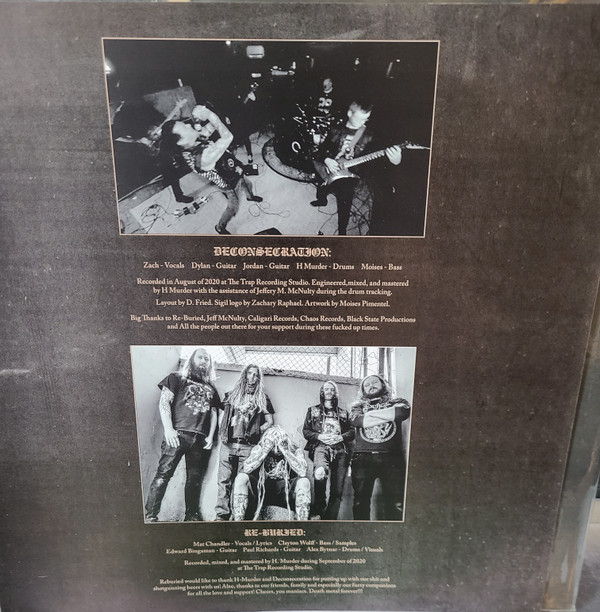 DECONSECRATION:
Zach - Vocals Dylan - Guitar Jordan - Guitar H Murder - Drums Moises - Bass
Recorded in August of 2020 at The Trap Recording Studio. Engineered,mixed, and mastered
by H Murder with the assistance of Jeffery M. McNulty during the drum tracking.
Layout by D. Fried. Sigil logo by Zachary Raphael. Artwork by Moises Pimentel.
Big Thanks to Re-Buried, Jeff McNulty, Caligari Records, Chaos Records, Black State Productions
and All the people out there for your support during these fucked up times.
RE-BURIED:
Mat Chandler - Vocals / Lyrics Clayton Wolff - Bass / Samples
Edward Bingaman - Guitar Paul Richards - Guitar Alex Bytnar - Drums / Visuals
Recorded, mixed, and mastered by H. Murder during September of 2020
at The Trap Recording Studio.
Reburied would like to thank H-Murder and Deconsecration for putting up with our shit and
shotgunning beers with us! Also, thanks to our friends, family and especially our furry companions
for all the love and support! Cheers, you maniacs. Death metal forever!!!